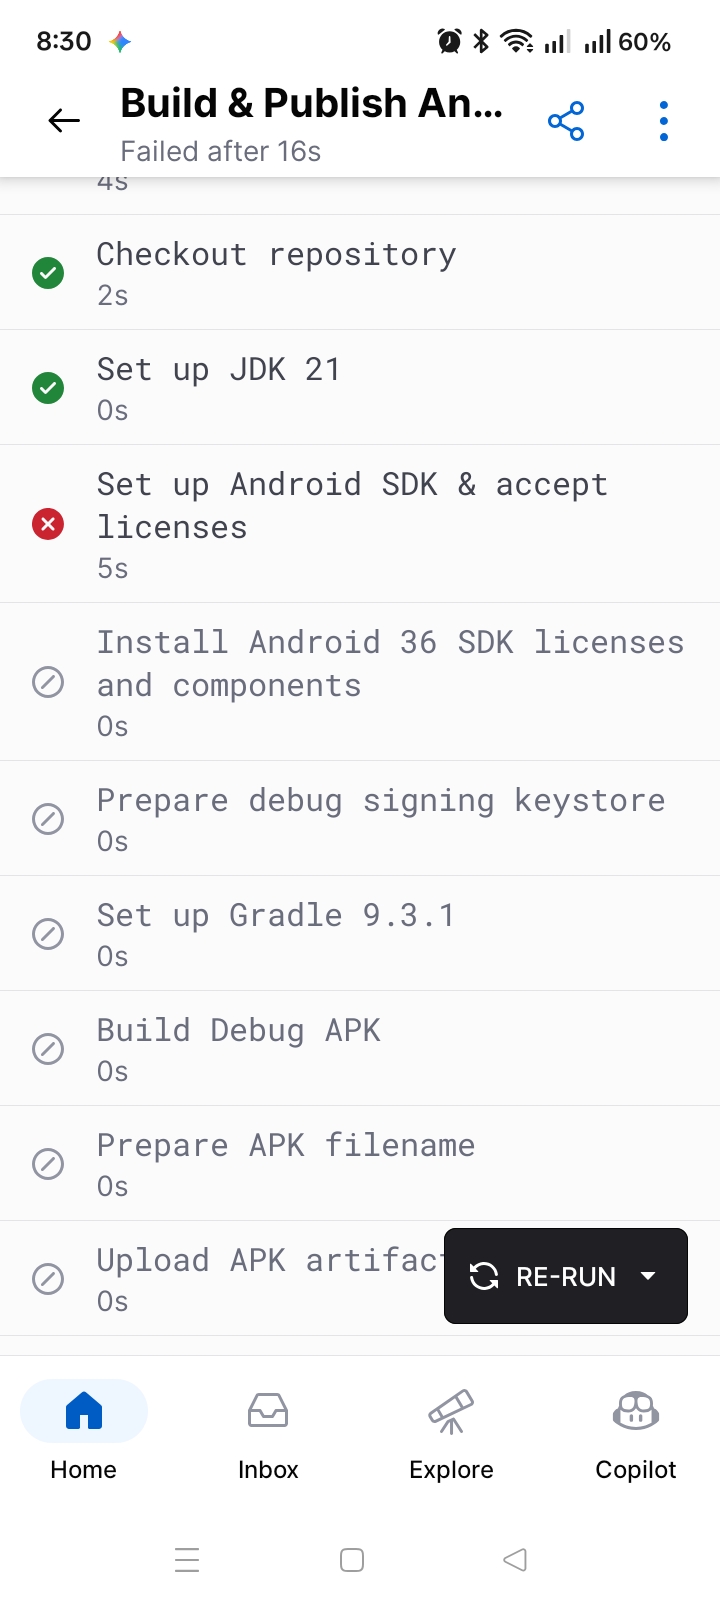 8:30
60%
Build & Publish An...
Failed after 16s
4s
Checkout repository
2s
Set up JDK 21
0s
Set up Android SDK & accept
licenses
5s
Install Android 36 SDK licenses
and components
0s
Prepare debug signing keystore
0s
Set up Gradle 9.3.1
0s
Build Debug APK
0s
Prepare APK filename
0s
Upload APK artifact
0s
RE-RUN
Home
Inbox
Explore
Copilot